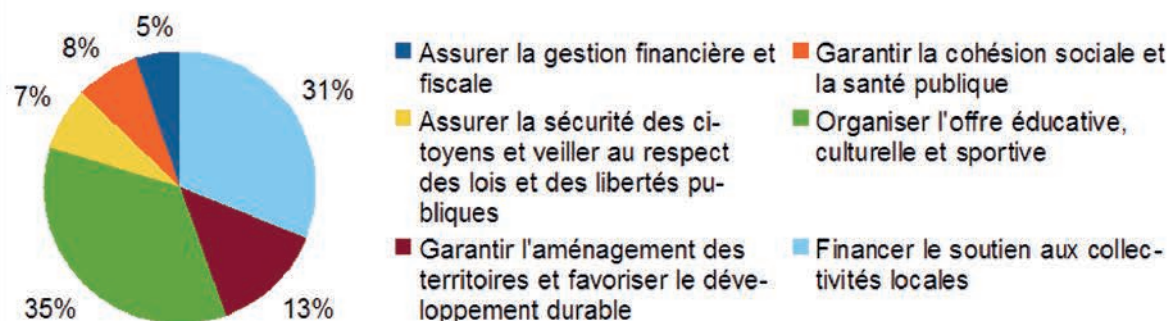 5%
8%
31%
7%
35%
13%
Assurer la gestion financière et
fiscale
Garantir la cohésion sociale et
la santé publique
Assurer la sécurité des ci-
toyens et veiller au respect
des lois et des libertés pu-
bliques
Organiser l'offre éducative,
culturelle et sportive
Garantir l'aménagement des
territoires et favoriser le déve-
loppement durable
Financer le soutien aux collec-
tivités locales